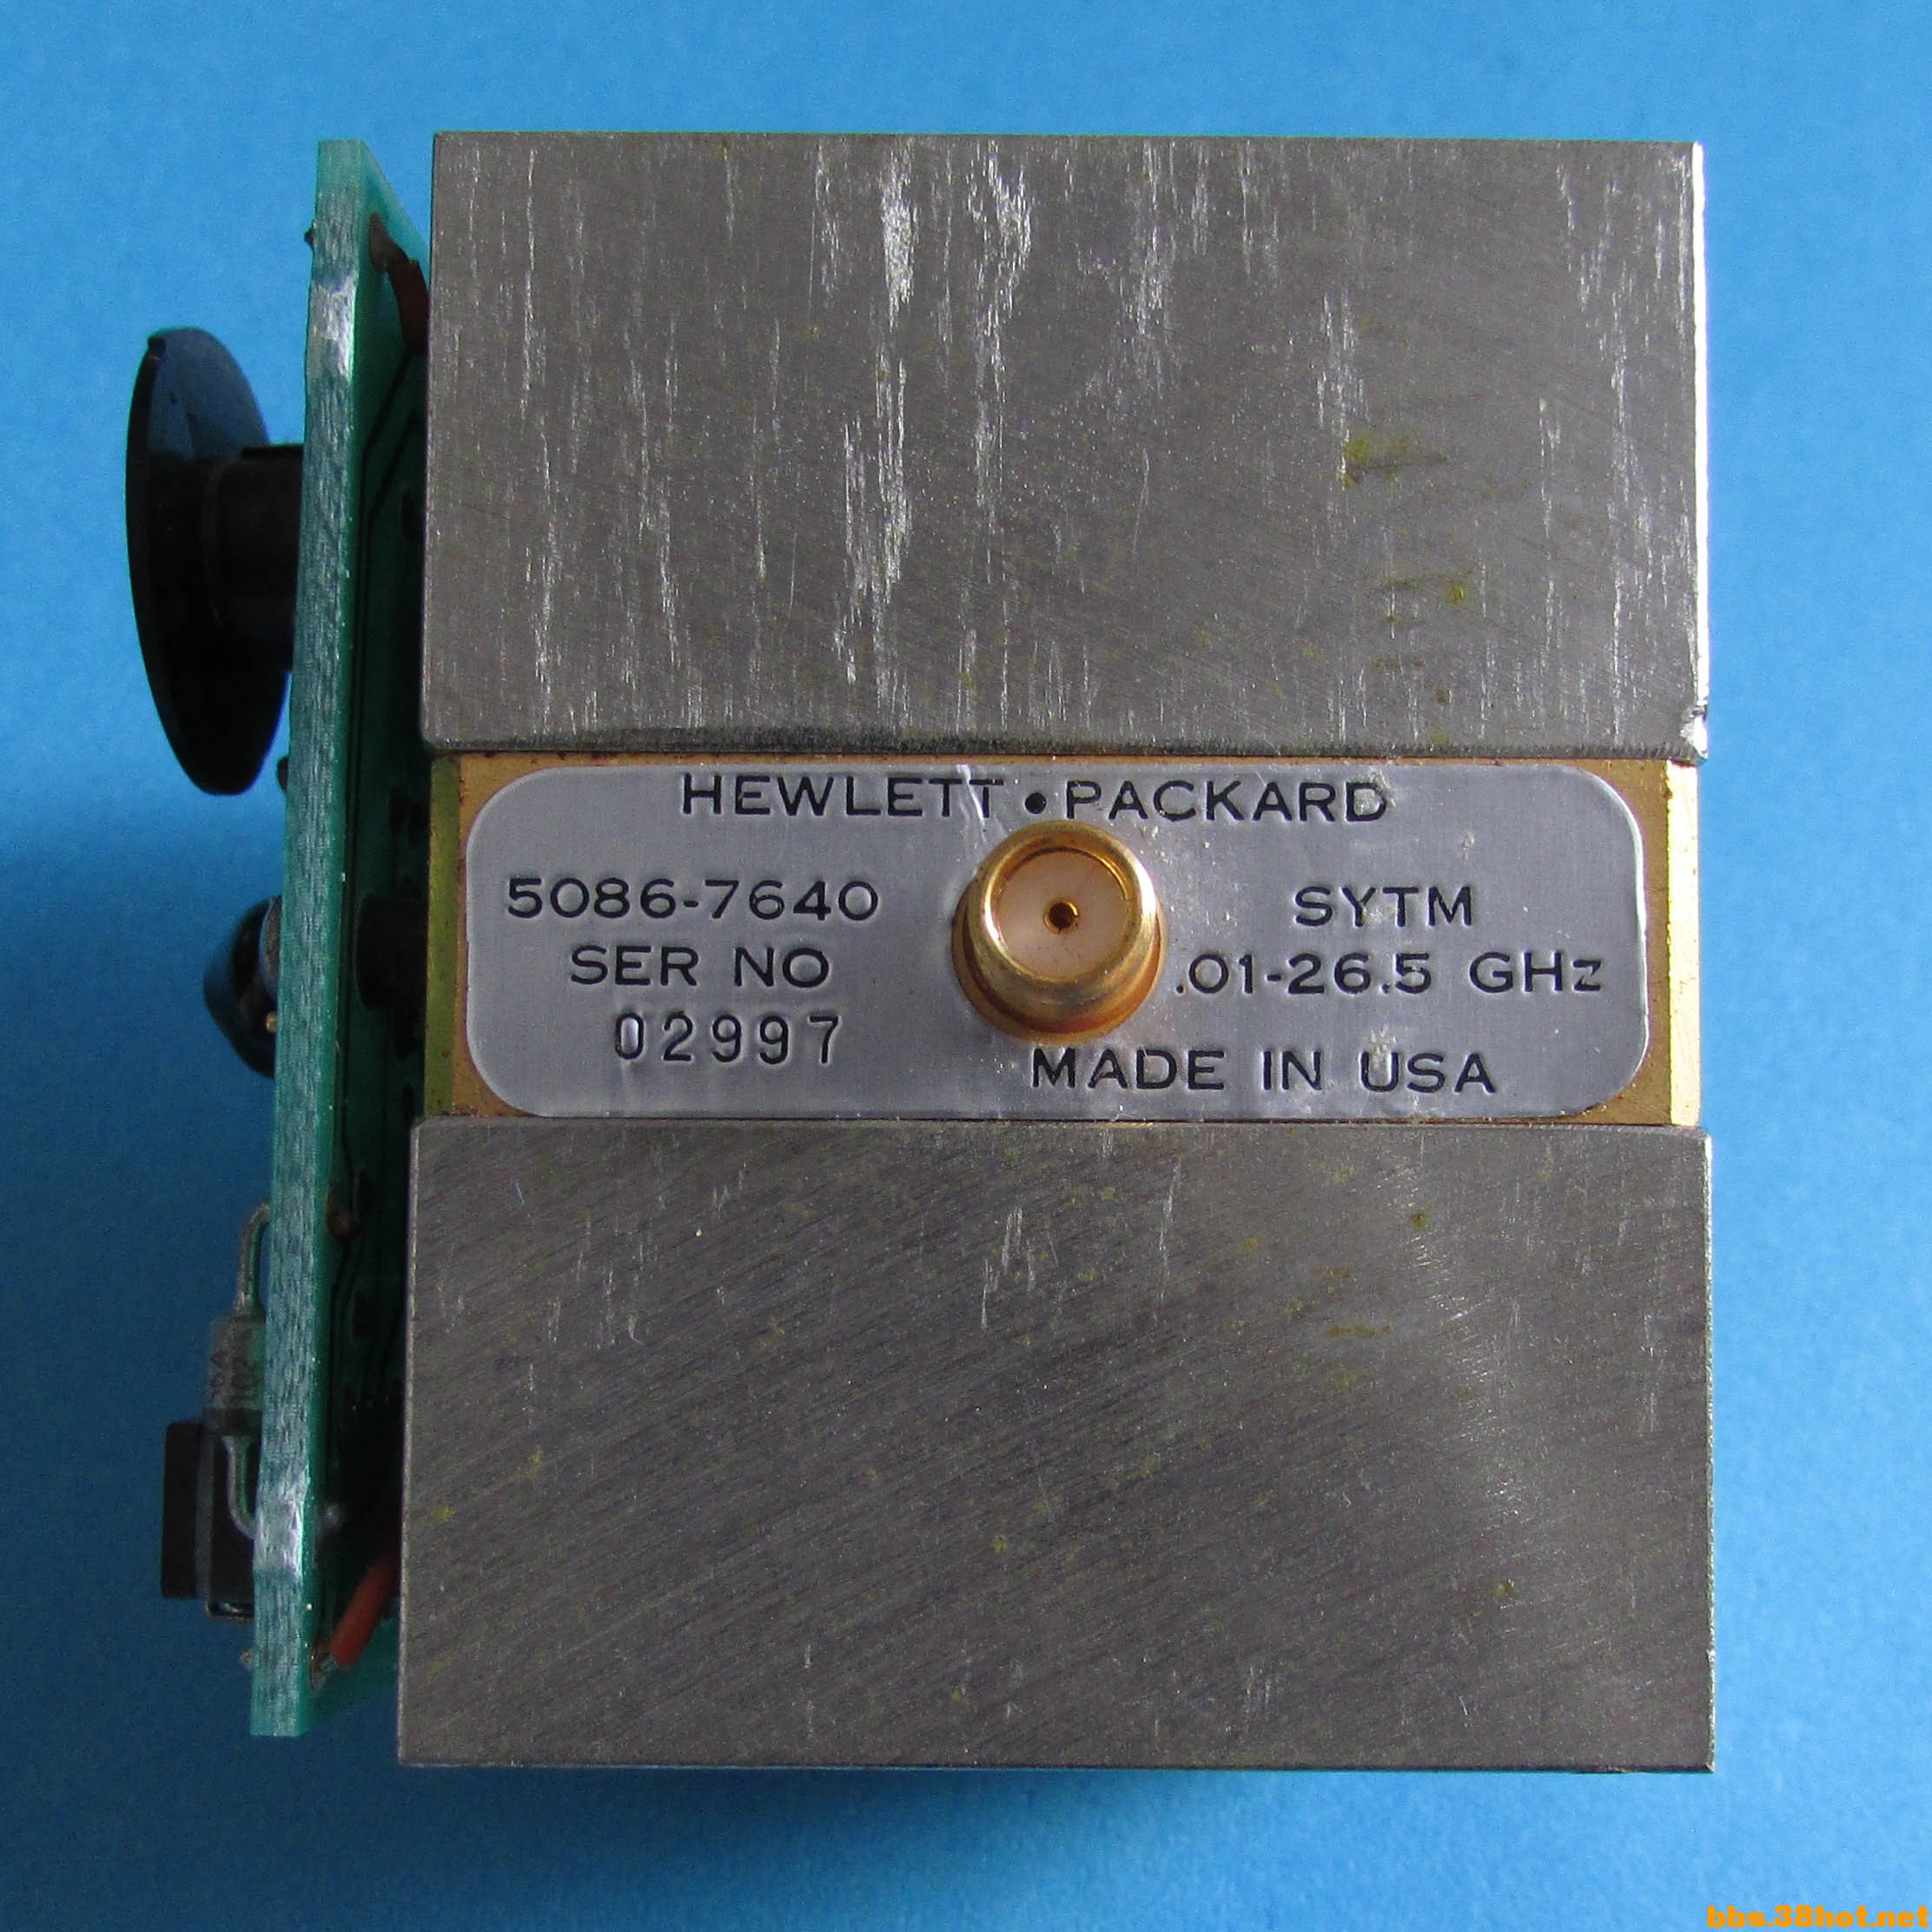 HEWLETT • PACKARD
5086-7640
SER NO
02997
SYTM
.01-26.5 GHz
MADE IN USA
bbs.38hot.net